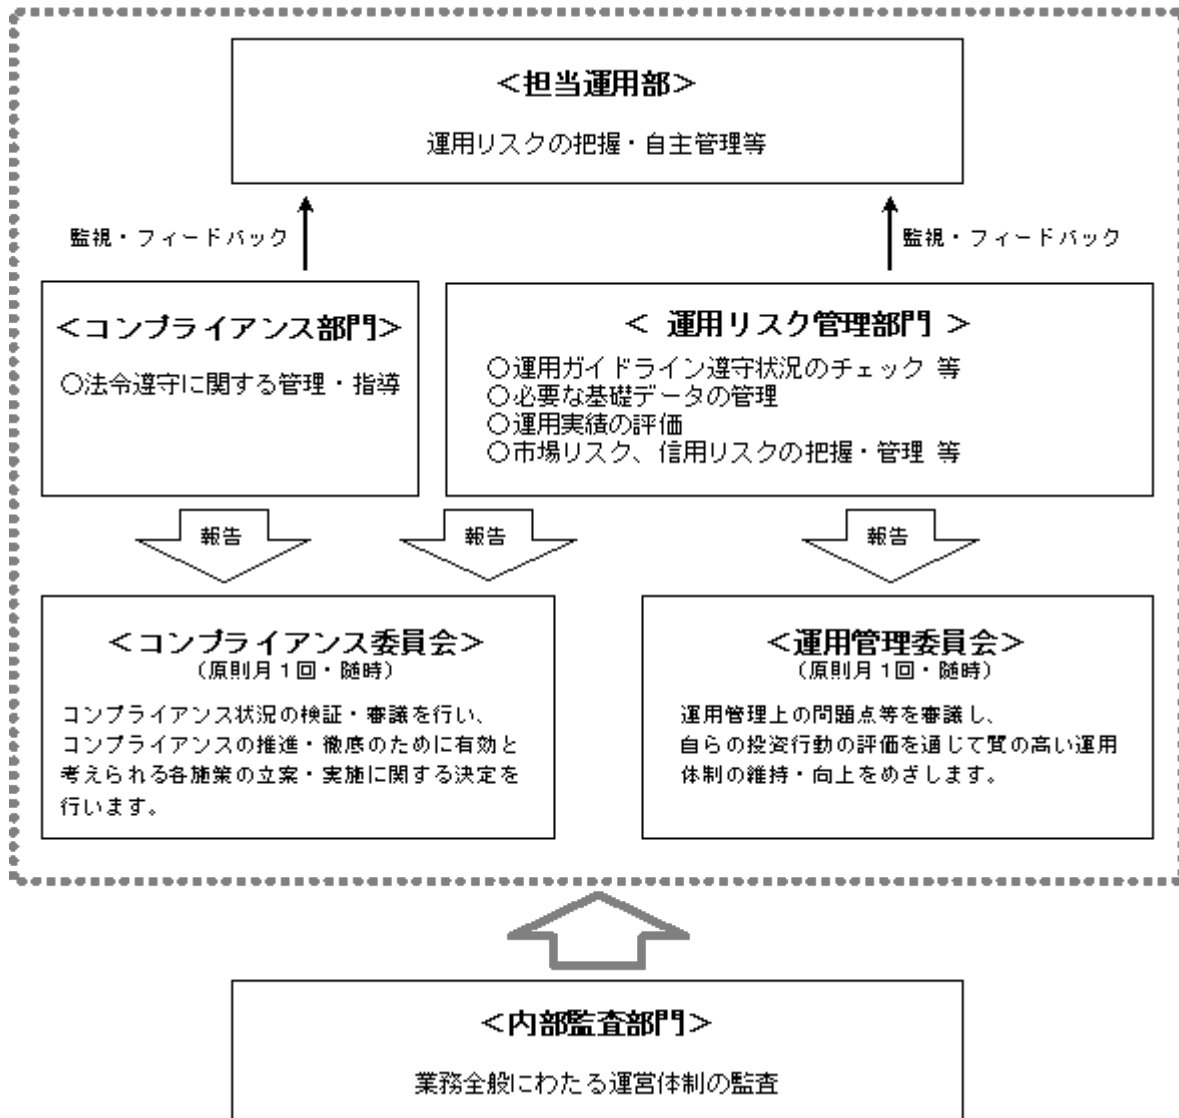 ＜担当運用部＞
運用リスクの把握・自主管理等
監視・フィードバック
監視・フィードバック
＜コンプライアンス部門＞
○法令遵守に関する管理・指導
＜ 運用リスク管理部門 ＞
○運用ガイドライン遵守状況のチェック 等
○必要な基礎データの管理
○運用実績の評価
○市場リスク、信用リスクの把握・管理 等
報告
報告
報告
＜コンプライアンス委員会＞
（原則月１回・随時）
コンプライアンス状況の検証・審議を行い、
コンプライアンスの推進・徹底のために有効と
考えられる各施策の立案・実施に関する決定を
行います。
＜運用管理委員会＞
（原則月１回・随時）
運用管理上の問題点等を審議し、
自らの投資行動の評価を通じて質の高い運用
体制の維持・向上をめざします。
＜内部監査部門＞
業務全般にわたる運営体制の監査